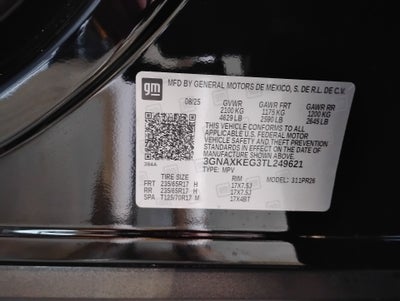 gm MFD BY GENERAL MOTORS DE MEXICO, S. DE R.L. DE C.V.
08/25 GVWR GAWR FRT GAWR RR
2100 KG 1175 KG 1200 KG
4629 LB 2590 LB 2645 LB
THIS VEHICLE CONFORMS TO ALL
APPLICABLE U.S. FEDERAL MOTOR
VEHICLE SAFETY AND THEFT PREVENTION
STANDARDS IN EFFECT ON THE DATE OF
MANUFACTURE SHOWN ABOVE.
3GNAXKEG3TL249621
TYPE: MPV MODEL: 311PR26
TIRE SIZE RIM
FRT 235/65R17 H 17X7.5J
RR 235/65R17 H 17X7.5J
SPA T125/70R17 M 17X4BT